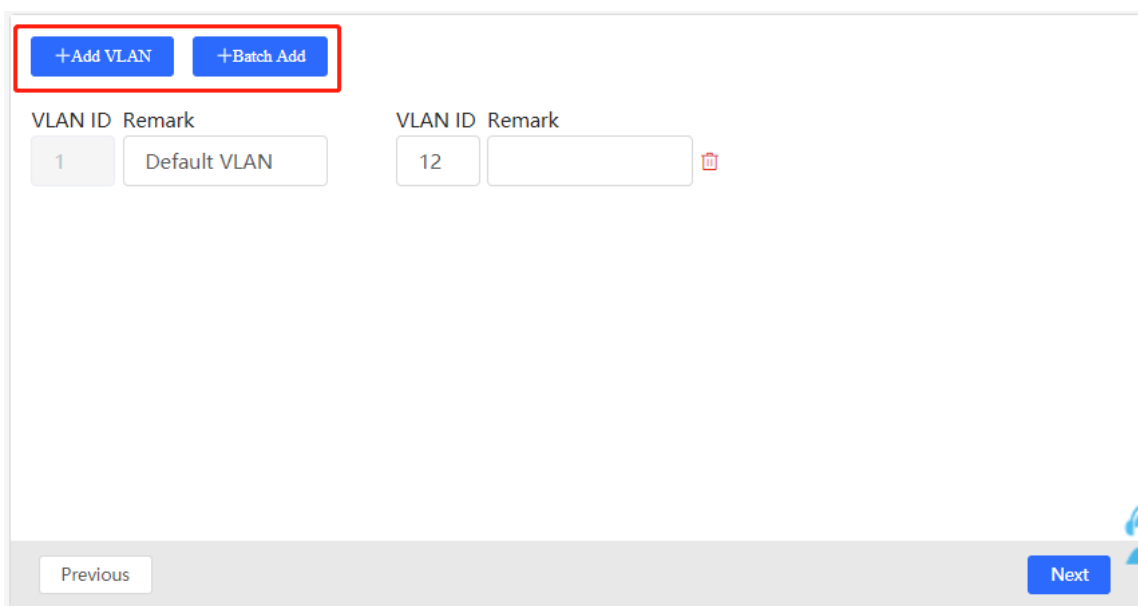 +Add VLAN +Batch Add
VLAN ID Remark VLAN ID Remark
1 Default VLAN 12
Previous Next